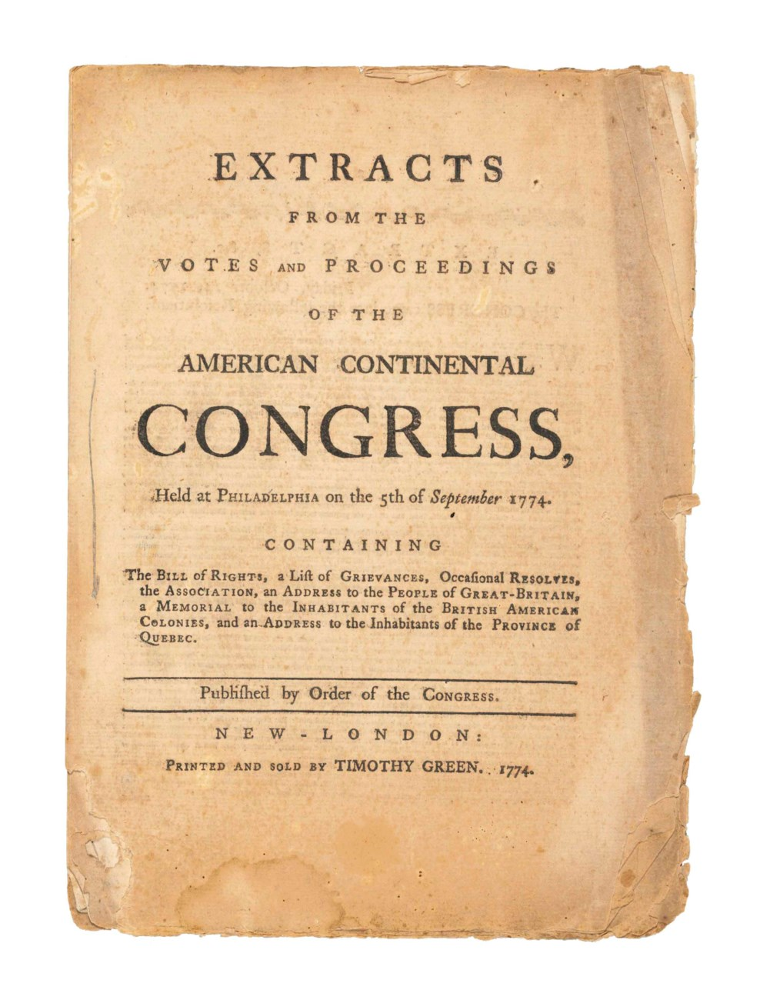 EXTRACTS
FROM THE
VOTES AND PROCEEDINGS
OF THE
AMERICAN CONTINENTAL
CONGRESS,
Held at PHILADELPHIA on the 5th of September 1774.
CONTAINING
The BILL of RIGHTS, a Liſt of GRIEVANCES, Occaſional RESOLVES,
the ASSOCIATION, an ADDRESS to the PEOPLE of GREAT-BRITAIN,
a MEMORIAL to the INHABITANTS of the BRITISH AMERICAN
COLONIES, and an ADDRESS to the Inhabitants of the PROVINCE of
QUEBEC.
Publiſhed by Order of the CONGRESS.
NEW-LONDON:
PRINTED AND SOLD BY TIMOTHY GREEN. 1774.